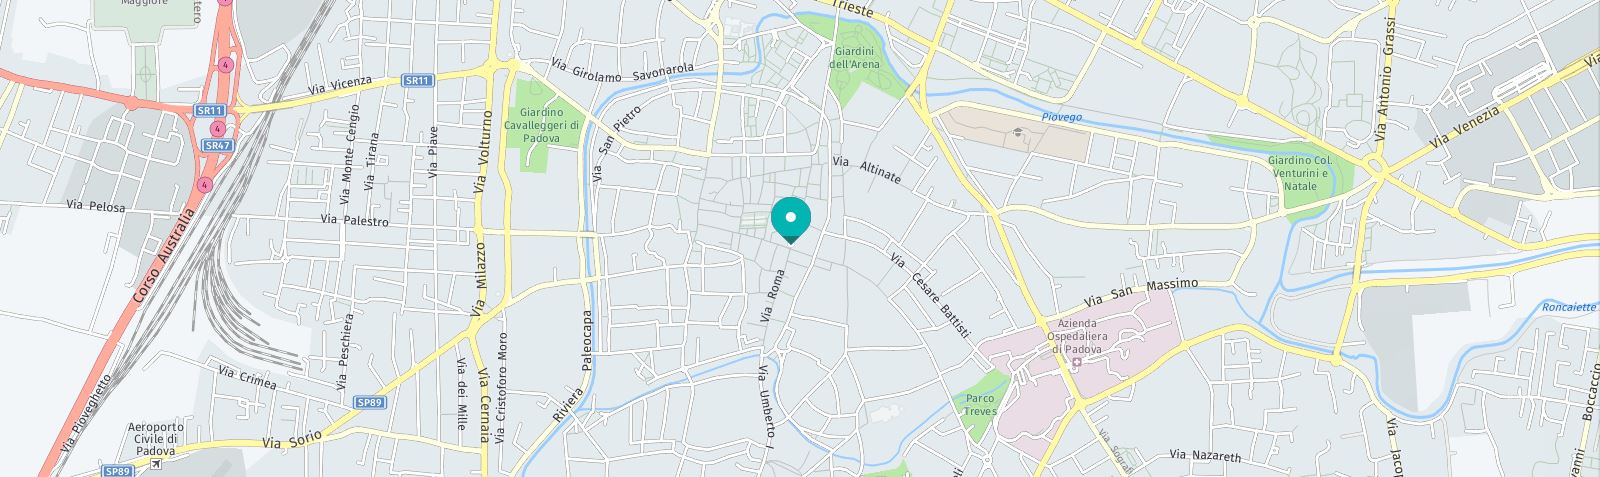 Maggiore
tero
Trieste
4
Via Vicenza
SR11
Via Girolamo Savonarola
Giardini
dell'Arena
Via Antonio Grassi
Via
4
SR11
4
SR47
4
Via Monte Cengio
Via Tirana
Via Piave
Via Volturno
Giardino
Cavalleggeri di
Padova
Via San Pietro
Piovego
Via Venezia
Via Altinate
Giardino Col.
Venturini e
Natale
Via Pelosa
Via Palestro
Corso Australia
Via Milazzo
Via Roma
Via Cesare Battisti
Via San Massimo
Roncaiette
Azienda
Ospedaliera
di Padova
Via Peschiera
Via Cristoforo Moro
Paleocapa
Riviera
Via Crimea
Via dei Mille
Via Cernaia
Via Umberto I
Parco
Treves
Via Pioveghetto
SP89
Boccaccio
Aeroporto
Civile di
Padova
Via Sorio
SP89
Via Nazareth
Via Jacop